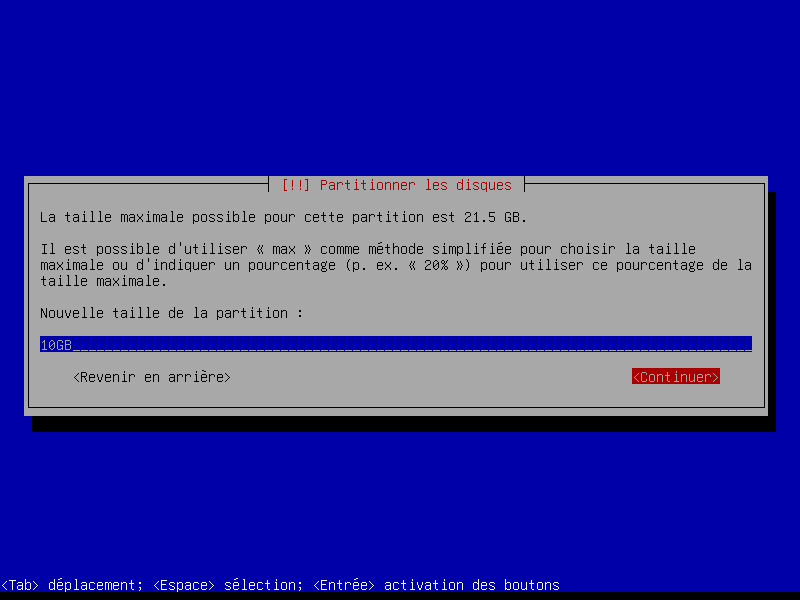 [!!] Partitionner les disques
La taille maximale possible pour cette partition est 21.5 GB.
Il est possible d'utiliser « max » comme méthode simplifiée pour choisir la taille
maximale ou d'indiquer un pourcentage (p. ex. « 20% ») pour utiliser ce pourcentage de la
taille maximale.
Nouvelle taille de la partition :
10GB
<Revenir en arrière> <Continuer>
<Tab> déplacement; <Espace> sélection; <Entrée> activation des boutons